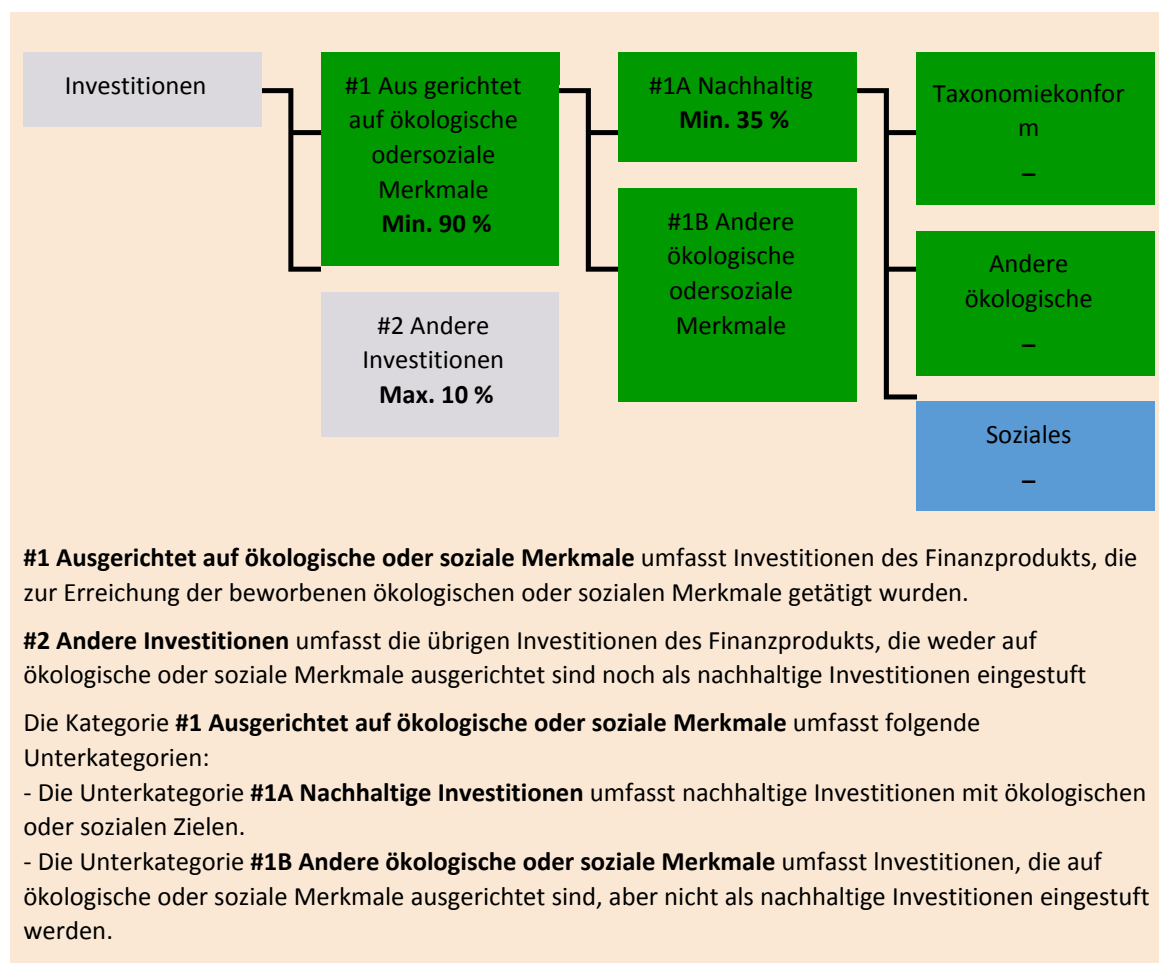 Investitionen
#1 Aus gerichtet
auf ökologische
odersoziale
Merkmale
Min. 90 %
#2 Andere
Investitionen
Max. 10 %
#1A Nachhaltig
Min. 35 %
#1B Andere
ökologische
odersoziale
Merkmale
Taxonomiekonfor
m
–
Andere
ökologische
–
Soziales
–
#1 Ausgerichtet auf ökologische oder soziale Merkmale umfasst Investitionen des Finanzprodukts, die
zur Erreichung der beworbenen ökologischen oder sozialen Merkmale getätigt wurden.
#2 Andere Investitionen umfasst die übrigen Investitionen des Finanzprodukts, die weder auf
ökologische oder soziale Merkmale ausgerichtet sind noch als nachhaltige Investitionen eingestuft
Die Kategorie #1 Ausgerichtet auf ökologische oder soziale Merkmale umfasst folgende
Unterkategorien:
- Die Unterkategorie #1A Nachhaltige Investitionen umfasst nachhaltige Investitionen mit ökologischen
oder sozialen Zielen.
- Die Unterkategorie #1B Andere ökologische oder soziale Merkmale umfasst lnvestitionen, die auf
ökologische oder soziale Merkmale ausgerichtet sind, aber nicht als nachhaltige Investitionen eingestuft
werden.